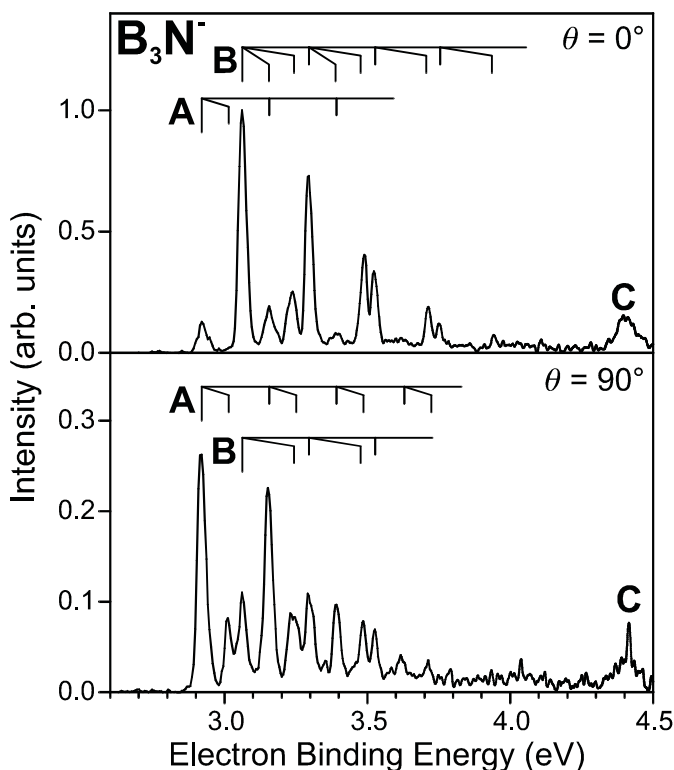 B₃N⁻
θ = 0°
B
A
1.0
0.5
C
0.0
θ = 90°
A
0.3
B
0.2
C
0.1
0.0
3.0 3.5 4.0 4.5
Intensity (arb. units)
Electron Binding Energy (eV)